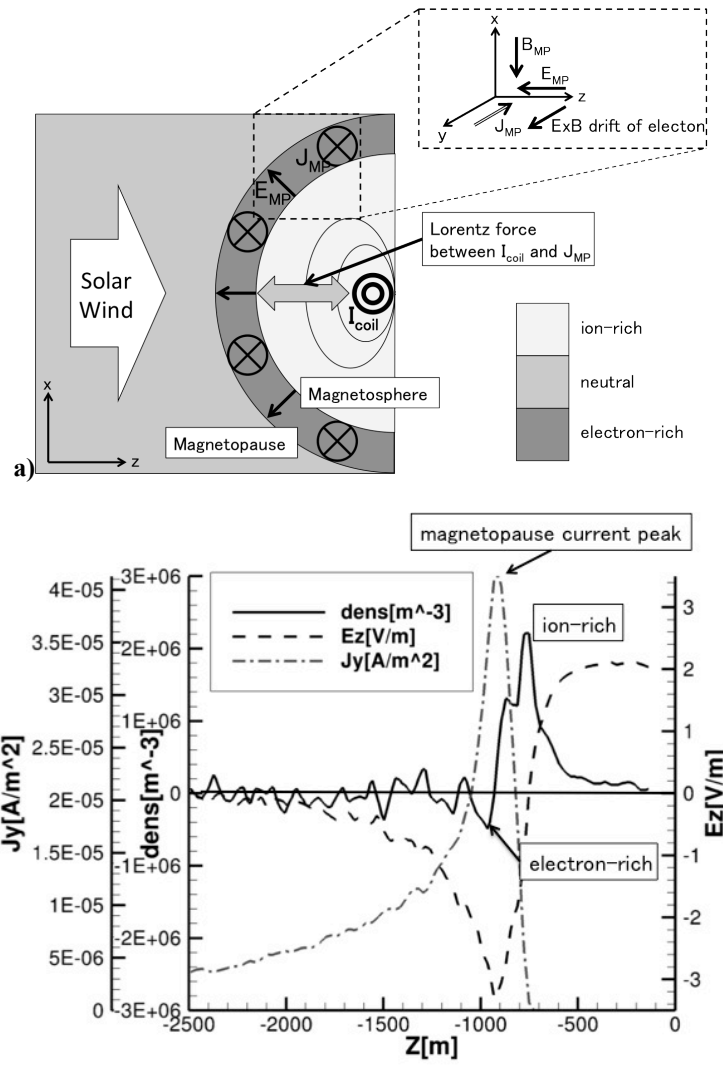 x
B_MP
E_MP
z
J_MP
y
ExB drift of electon
J_MP
E_MP
Lorentz force
between I_coil and J_MP
Solar
Wind
I_coil
ion-rich
neutral
electron-rich
Magnetosphere
Magnetopause
x
z
a)
magnetopause current peak
4E-05
3.5E-05
3E-05
2.5E-05
2E-05
1.5E-05
1E-05
5E-06
0
Jy[A/m^2]
3E+06
2E+06
1E+06
0
-1E+06
-2E+06
-3E+06
dens[m^-3]
dens[m^-3]
Ez[V/m]
Jy[A/m^2]
ion-rich
electron-rich
3
2
1
0
-1
-2
-3
Ez[V/m]
-2500
-2000
-1500
-1000
-500
0
Z[m]